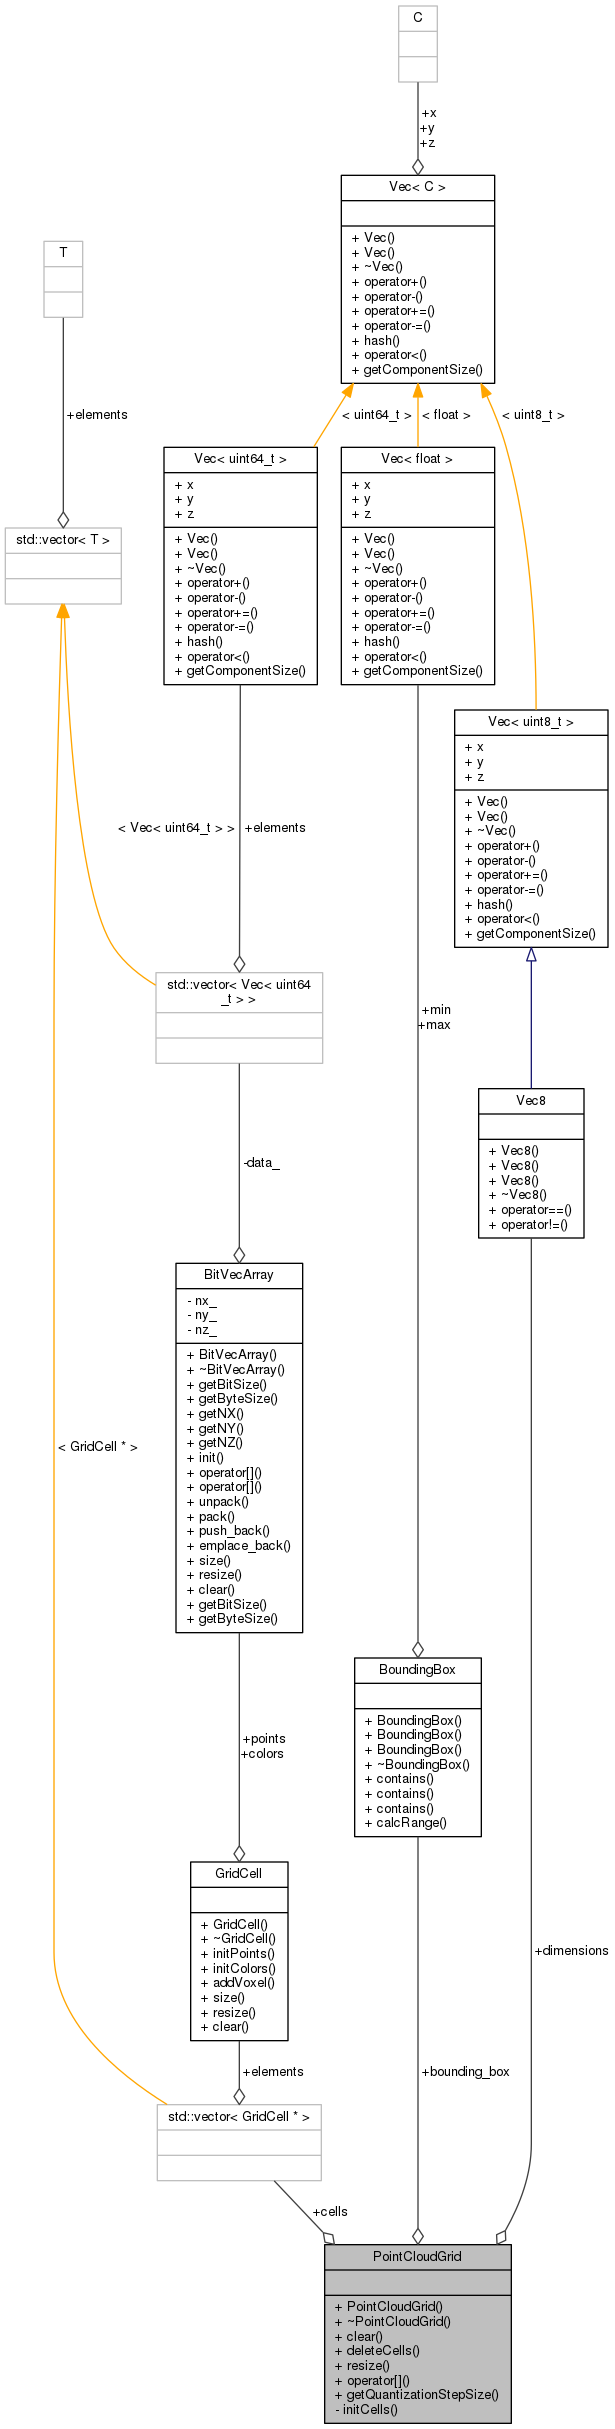 C
+x
+y
+z
Vec< C >
+ Vec()
+ Vec()
+ ~Vec()
+ operator+()
+ operator-()
+ operator+=()
+ operator-=()
+ hash()
+ operator<()
+ getComponentSize()
T
+elements
< uint64_t >
< float >
< uint8_t >
Vec< uint64_t >
+ x
+ y
+ z
+ Vec()
+ Vec()
+ ~Vec()
+ operator+()
+ operator-()
+ operator+=()
+ operator-=()
+ hash()
+ operator<()
+ getComponentSize()
Vec< float >
+ x
+ y
+ z
+ Vec()
+ Vec()
+ ~Vec()
+ operator+()
+ operator-()
+ operator+=()
+ operator-=()
+ hash()
+ operator<()
+ getComponentSize()
std::vector< T >
Vec< uint8_t >
+ x
+ y
+ z
+ Vec()
+ Vec()
+ ~Vec()
+ operator+()
+ operator-()
+ operator+=()
+ operator-=()
+ hash()
+ operator<()
+ getComponentSize()
< Vec< uint64_t > >
+elements
std::vector< Vec< uint64
_t > >
+min
+max
Vec8
+ Vec8()
+ Vec8()
+ Vec8()
+ ~Vec8()
+ operator==()
+ operator!=()
-data_
BitVecArray
- nx_
- ny_
- nz_
+ BitVecArray()
+ ~BitVecArray()
+ getBitSize()
+ getByteSize()
+ getNX()
+ getNY()
+ getNZ()
+ init()
+ operator[]()
+ operator[]()
+ unpack()
+ pack()
+ push_back()
+ emplace_back()
+ size()
+ resize()
+ clear()
+ getBitSize()
+ getByteSize()
< GridCell * >
BoundingBox
+ BoundingBox()
+ BoundingBox()
+ BoundingBox()
+ ~BoundingBox()
+ contains()
+ contains()
+ contains()
+ calcRange()
+points
+colors
GridCell
+ GridCell()
+ ~GridCell()
+ initPoints()
+ initColors()
+ addVoxel()
+ size()
+ resize()
+ clear()
+dimensions
+elements
+bounding_box
std::vector< GridCell * >
+cells
PointCloudGrid
+ PointCloudGrid()
+ ~PointCloudGrid()
+ clear()
+ deleteCells()
+ resize()
+ operator[]()
+ getQuantizationStepSize()
- initCells()